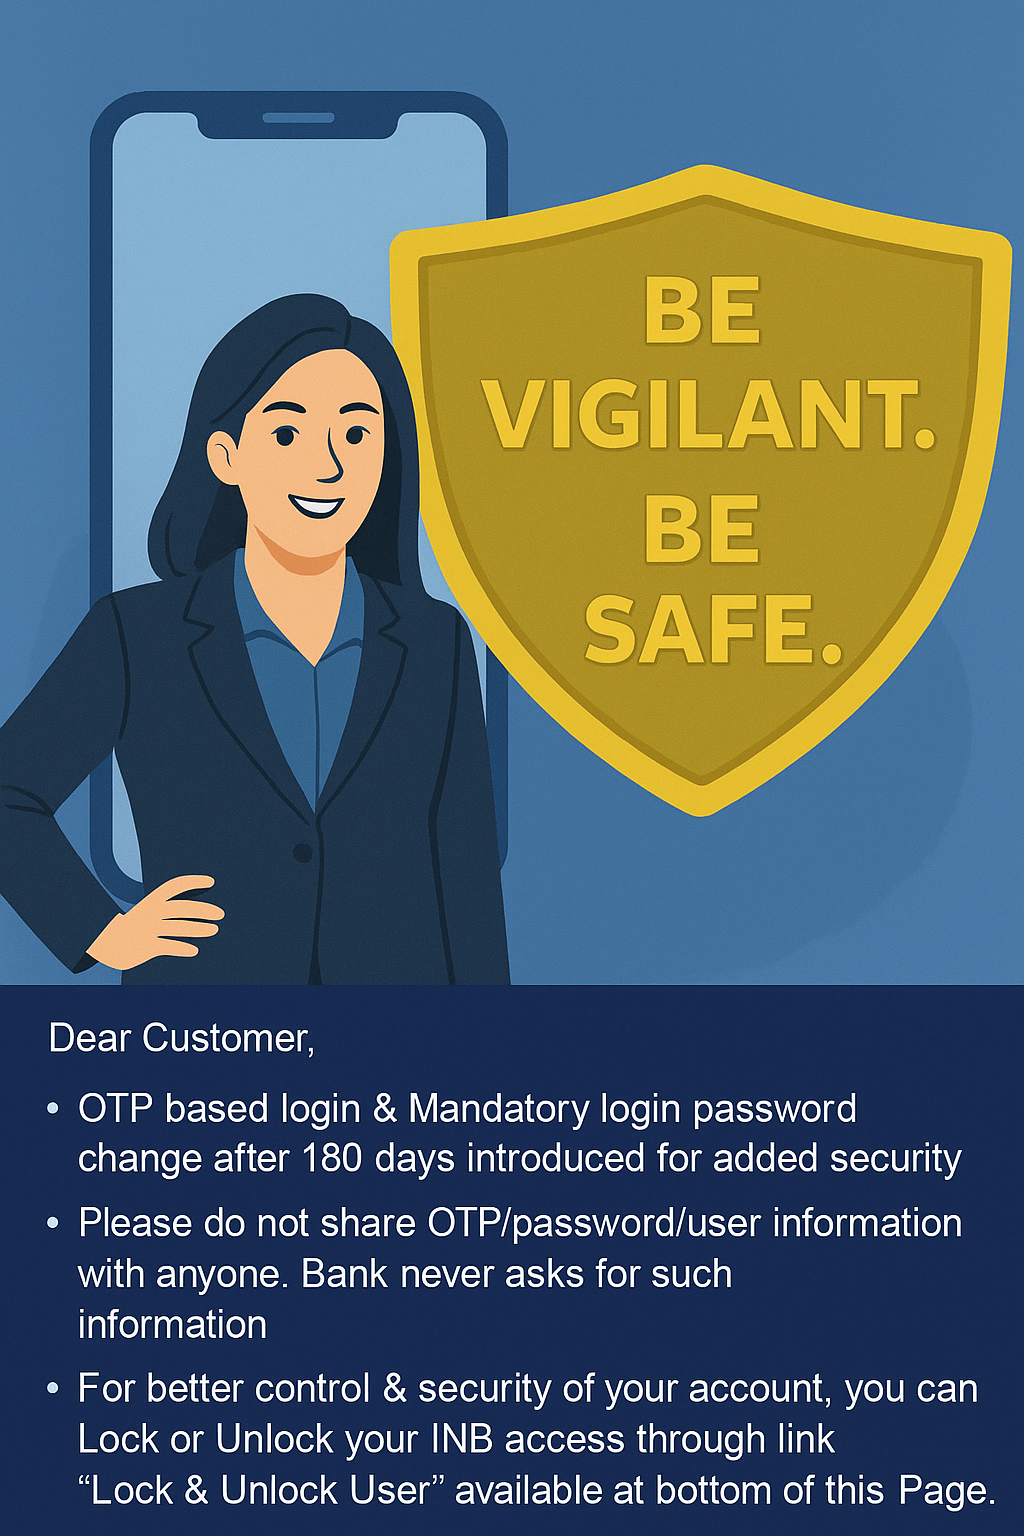 BE
VIGILANT.
BE
SAFE.
Dear Customer,
• OTP based login & Mandatory login password
change after 180 days introduced for added security
• Please do not share OTP/password/user information
with anyone. Bank never asks for such
information
• For better control & security of your account, you can
Lock or Unlock your INB access through link
“Lock & Unlock User” available at bottom of this Page.